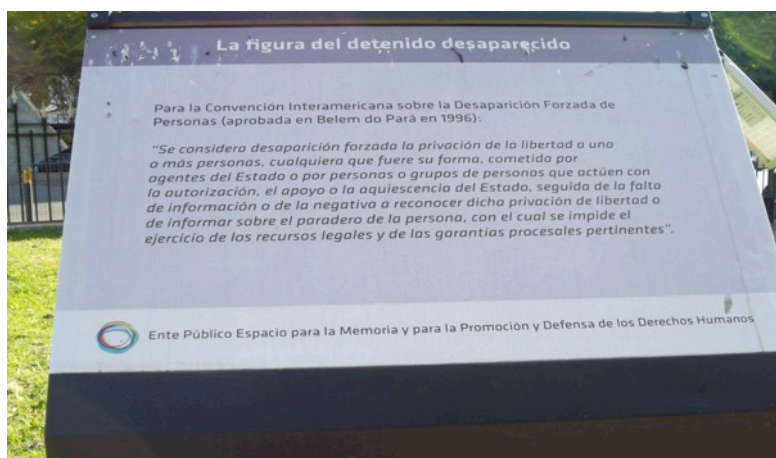 La figura del detenido desaparecido
Para la Convención Interamericana sobre la Desaparición Forzada de
Personas (aprobada en Belem do Pará en 1996):
"Se considera desaparición forzada la privación de la libertad a una
o más personas, cualquiera que fuere su forma, cometida por
agentes del Estado o por personas o grupos de personas que actúen con
la autorización, el apoyo o la aquiescencia del Estado, seguida de la falta
de información o de la negativa a reconocer dicha privación de libertad o
de informar sobre el paradero de la persona, con el cual se impide el
ejercicio de los recursos legales y de las garantías procesales pertinentes".
Ente Público Espacio para la Memoria y para la Promoción y Defensa de los Derechos Humanos